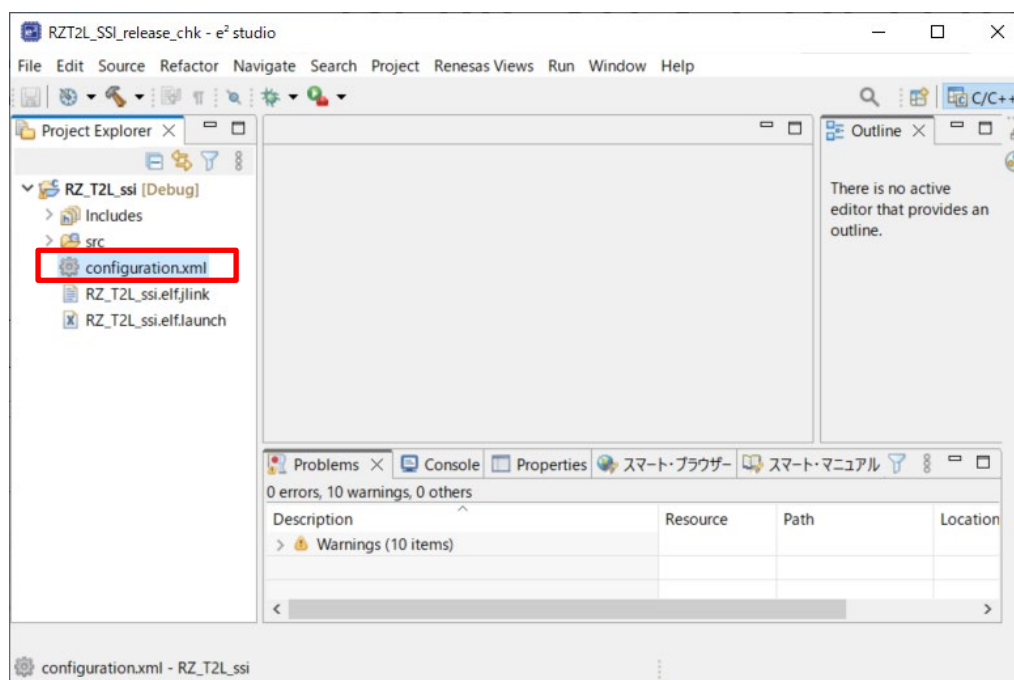 RZT2L_SSI_release_chk - e² studio
File Edit Source Refactor Navigate Search Project Renesas Views Run Window Help
C/C++
Project Explorer
Outline
RZ_T2L_ssi [Debug]
Includes
src
configuration.xml
RZ_T2L_ssi.elf.jlink
RZ_T2L_ssi.elf.launch
There is no active
editor that provides an
outline.
Problems Console Properties スマート・ブラウザー スマート・マニュアル
0 errors, 10 warnings, 0 others
Description Resource Path Location
Warnings (10 items)
configuration.xml - RZ_T2L_ssi